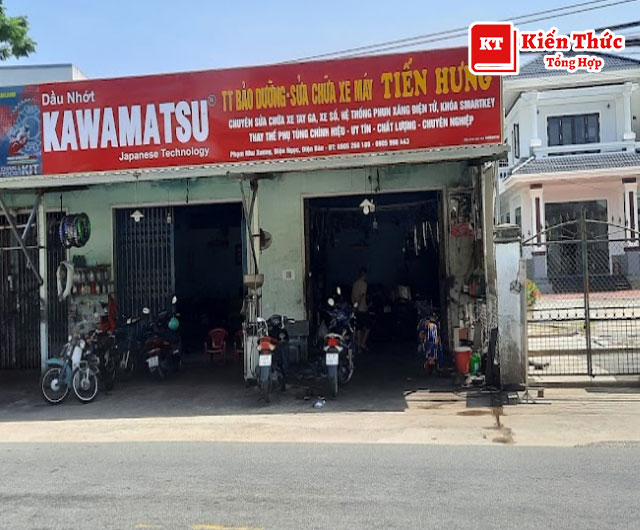 KT Kiến Thức
Tổng Hợp
Dầu Nhớt
KAWAMATSU
Japanese Technology
TT BẢO DƯỠNG-SỬA CHỮA XE MÁY TIẾN HƯNG
CHUYÊN SỬA CHỮA XE TAY GA, XE SỐ, HỆ THỐNG PHUN XĂNG ĐIỆN TỬ, KHÓA SMARTKEY
THAY THẾ PHỤ TÙNG CHÍNH HIỆU - UY TÍN - CHẤT LƯỢNG - CHUYÊN NGHIỆP